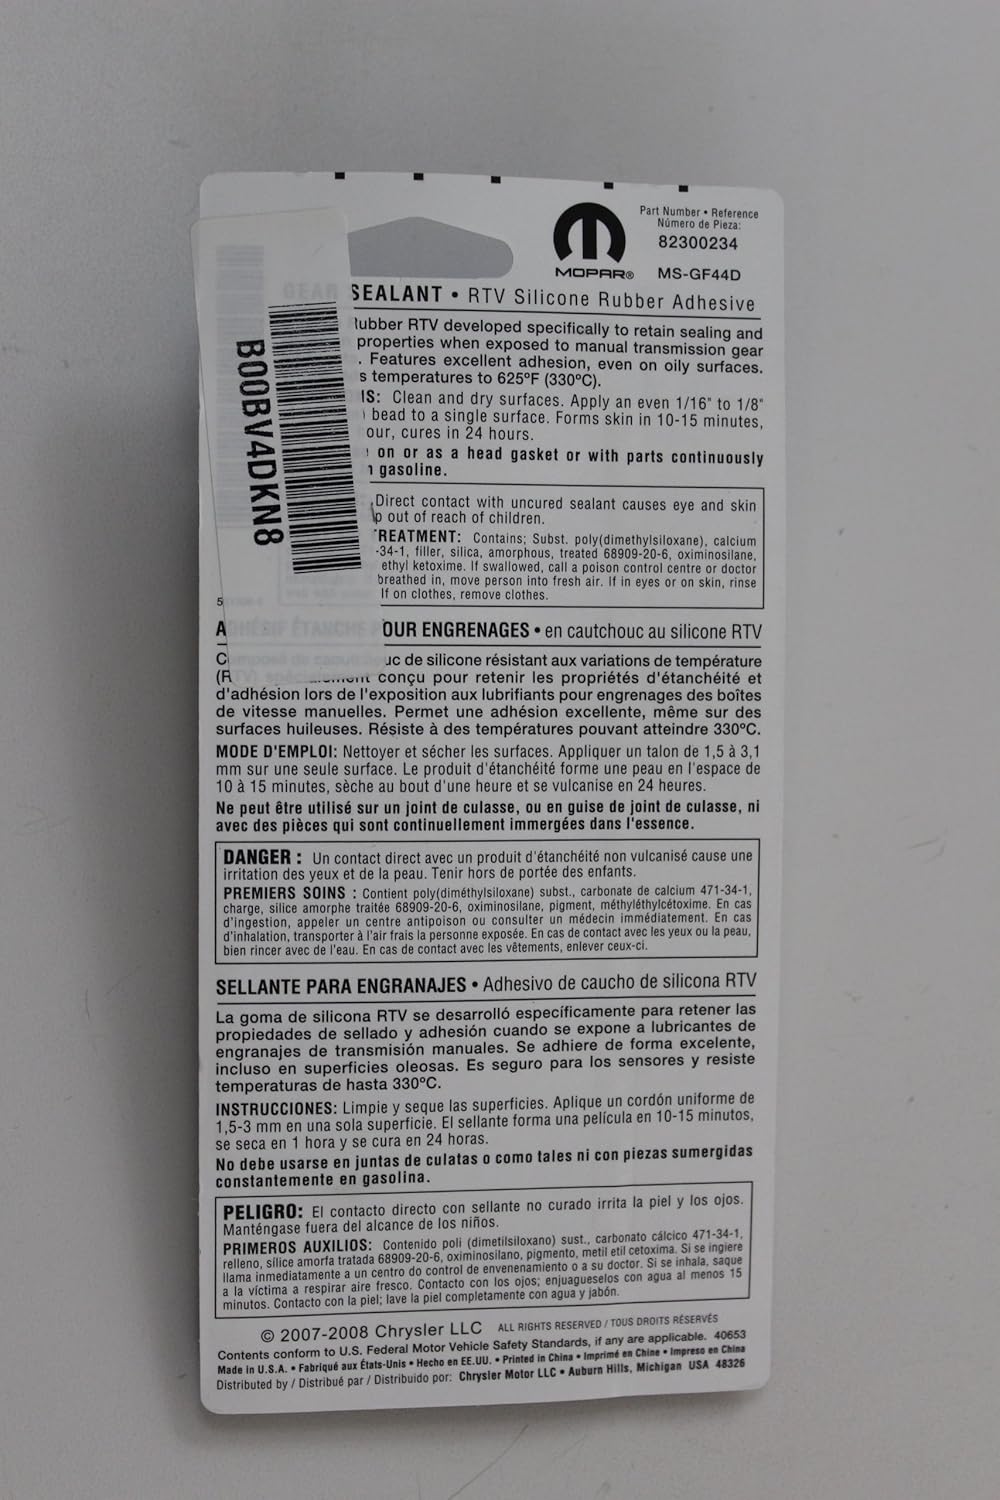 Part Number • Reference
Número de Pieza:
82300234
MOPAR® MS-GF44D
GEAR SEALANT • RTV Silicone Rubber Adhesive
Rubber RTV developed specifically to retain sealing and
properties when exposed to manual transmission gear
. Features excellent adhesion, even on oily surfaces.
s temperatures to 625ºF (330ºC).
NS: Clean and dry surfaces. Apply an even 1/16" to 1/8"
bead to a single surface. Forms skin in 10-15 minutes,
our, cures in 24 hours.
on or as a head gasket or with parts continuously
n gasoline.
B00BV4DKN8
Direct contact with uncured sealant causes eye and skin
p out of reach of children.
TREATMENT: Contains; Subst. poly(dimethylsiloxane), calcium
-34-1, filler, silica, amorphous, treated 68909-20-6, oximinosilane,
ethyl ketoxime. If swallowed, call a poison control centre or doctor
breathed in, move person into fresh air. If in eyes or on skin, rinse
If on clothes, remove clothes.
ADHÉSIF ÉTANCHE POUR ENGRENAGES • en cautchouc au silicone RTV
Composé de caoutchouc de silicone résistant aux variations de température
(RTV) spécialement conçu pour retenir les propriétés d'étanchéité et
d'adhésion lors de l'exposition aux lubrifiants pour engrenages des boîtes
de vitesse manuelles. Permet une adhésion excellente, même sur des
surfaces huileuses. Résiste à des températures pouvant atteindre 330ºC.
MODE D'EMPLOI: Nettoyer et sécher les surfaces. Appliquer un talon de 1,5 à 3,1
mm sur une seule surface. Le produit d'étanchéité forme une peau en l'espace de
10 à 15 minutes, sèche au bout d'une heure et se vulcanise en 24 heures.
Ne peut être utilisé sur un joint de culasse, ou en guise de joint de culasse, ni
avec des pièces qui sont continuellement immergées dans l'essence.
DANGER : Un contact direct avec un produit d'étanchéité non vulcanisé cause une
irritation des yeux et de la peau. Tenir hors de portée des enfants.
PREMIERS SOINS : Contient poly(diméthylsiloxane) subst., carbonate de calcium 471-34-1,
charge, silice amorphe traitée 68909-20-6, oximinosilane, pigment, méthyléthylcétoxime. En cas
d'ingestion, appeler un centre antipoison ou consulter un médecin immédiatement. En cas
d'inhalation, transporter à l'air frais la personne exposée. En cas de contact avec les yeux ou la peau,
bien rincer avec de l'eau. En cas de contact avec les vêtements, enlever ceux-ci.
SELLANTE PARA ENGRANAJES • Adhesivo de caucho de silicona RTV
La goma de silicona RTV se desarrolló específicamente para retener las
propiedades de sellado y adhesión cuando se expone a lubricantes de
engranajes de transmisión manuales. Se adhiere de forma excelente,
incluso en superficies oleosas. Es seguro para los sensores y resiste
temperaturas de hasta 330ºC.
INSTRUCCIONES: Limpie y seque las superficies. Aplique un cordón uniforme de
1,5-3 mm en una sola superficie. El sellante forma una película en 10-15 minutos,
se seca en 1 hora y se cura en 24 horas.
No debe usarse en juntas de culatas o como tales ni con piezas sumergidas
constantemente en gasolina.
PELIGRO: El contacto directo con sellante no curado irrita la piel y los ojos.
Manténgase fuera del alcance de los niños.
PRIMEROS AUXILIOS: Contenido poli (dimetilsiloxano) sust., carbonato cálcico 471-34-1,
relleno, sílice amorfa tratada 68909-20-6, oximinosilano, pigmento, metil etil cetoxima. Si se ingiere
llama inmediatamente a un centro do control de envenenamiento o a su doctor. Si se inhala, saque
a la víctima a respirar aire fresco. Contacto con los ojos; enjuagueselos con agua al menos 15
minutos. Contacto con la piel; lave la piel completamente con agua y jabón.
© 2007-2008 Chrysler LLC ALL RIGHTS RESERVED / TOUS DROITS RÉSERVÉS
Contents conform to U.S. Federal Motor Vehicle Safety Standards, if any are applicable. 40653
Made in U.S.A. • Fabriqué aux États-Unis • Hecho en EE.UU. • Printed in China • Imprimé en Chine • Impreso en China
Distributed by / Distribué par / Distribuido por: Chrysler Motor LLC • Auburn Hills, Michigan USA 48326